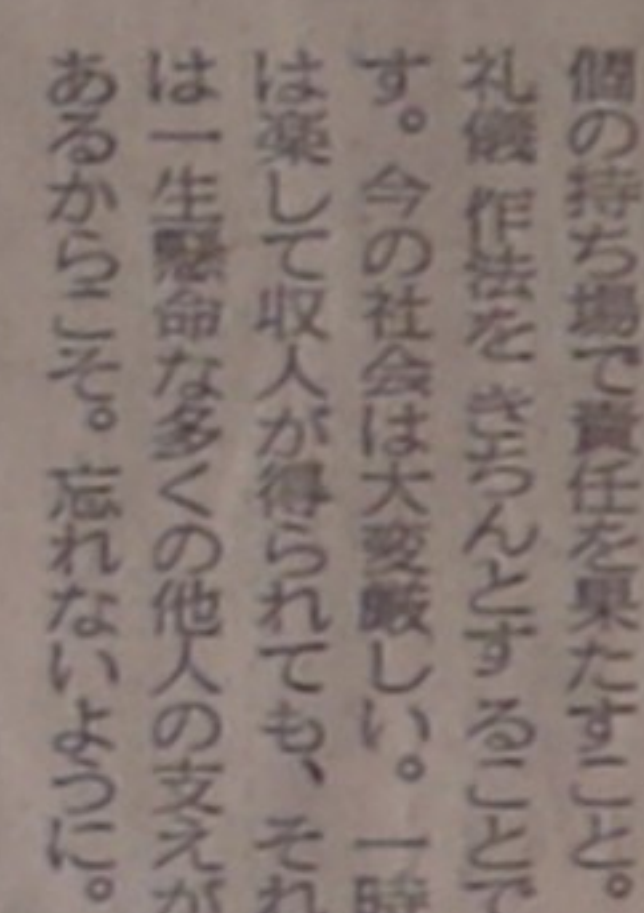 個の持ち場で責任を果たすこと。
礼儀作法をきちんとすることで
す。今の社会は大変厳しい。一時
は楽して収入が得られても、それ
は一生懸命な多くの他人の支えが
あるからこそ。忘れないように。